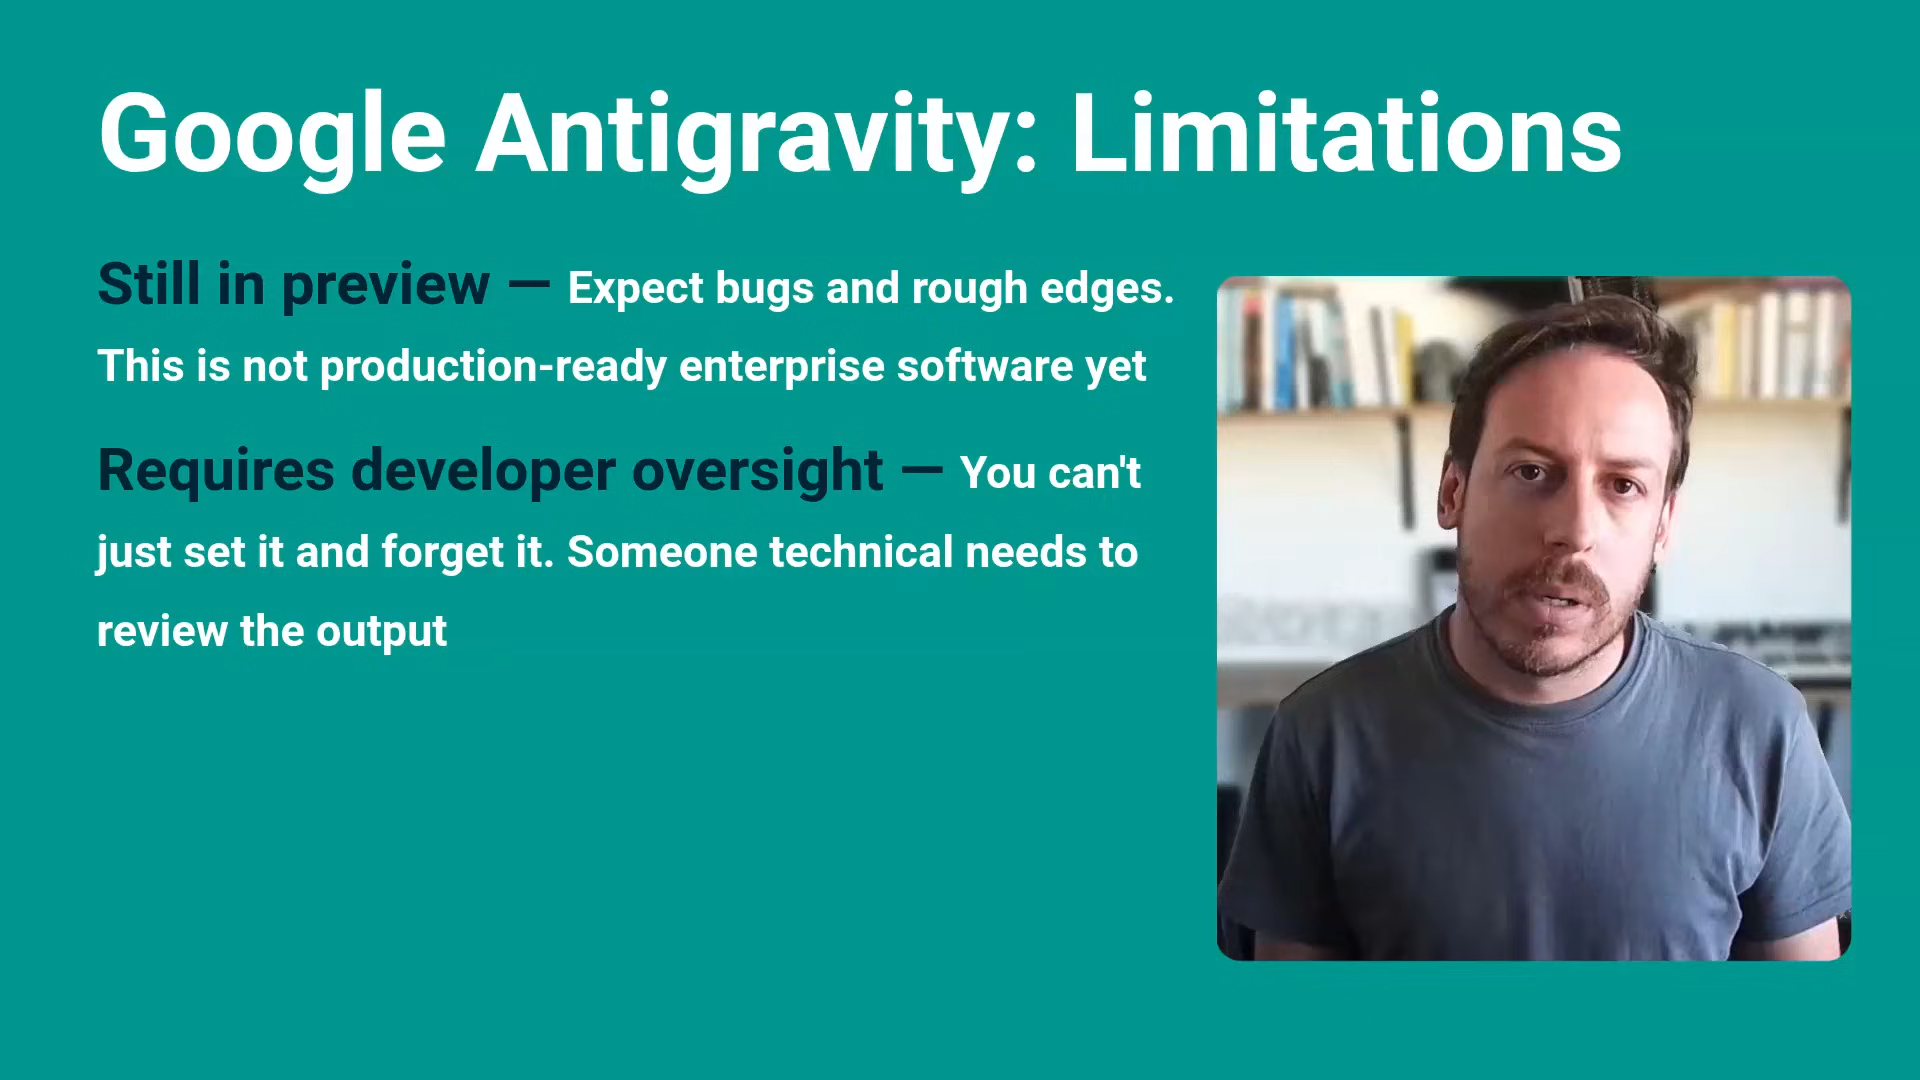 Google Antigravity: Limitations
Still in preview — Expect bugs and rough edges.
This is not production-ready enterprise software yet
Requires developer oversight — You can't
just set it and forget it. Someone technical needs to
review the output